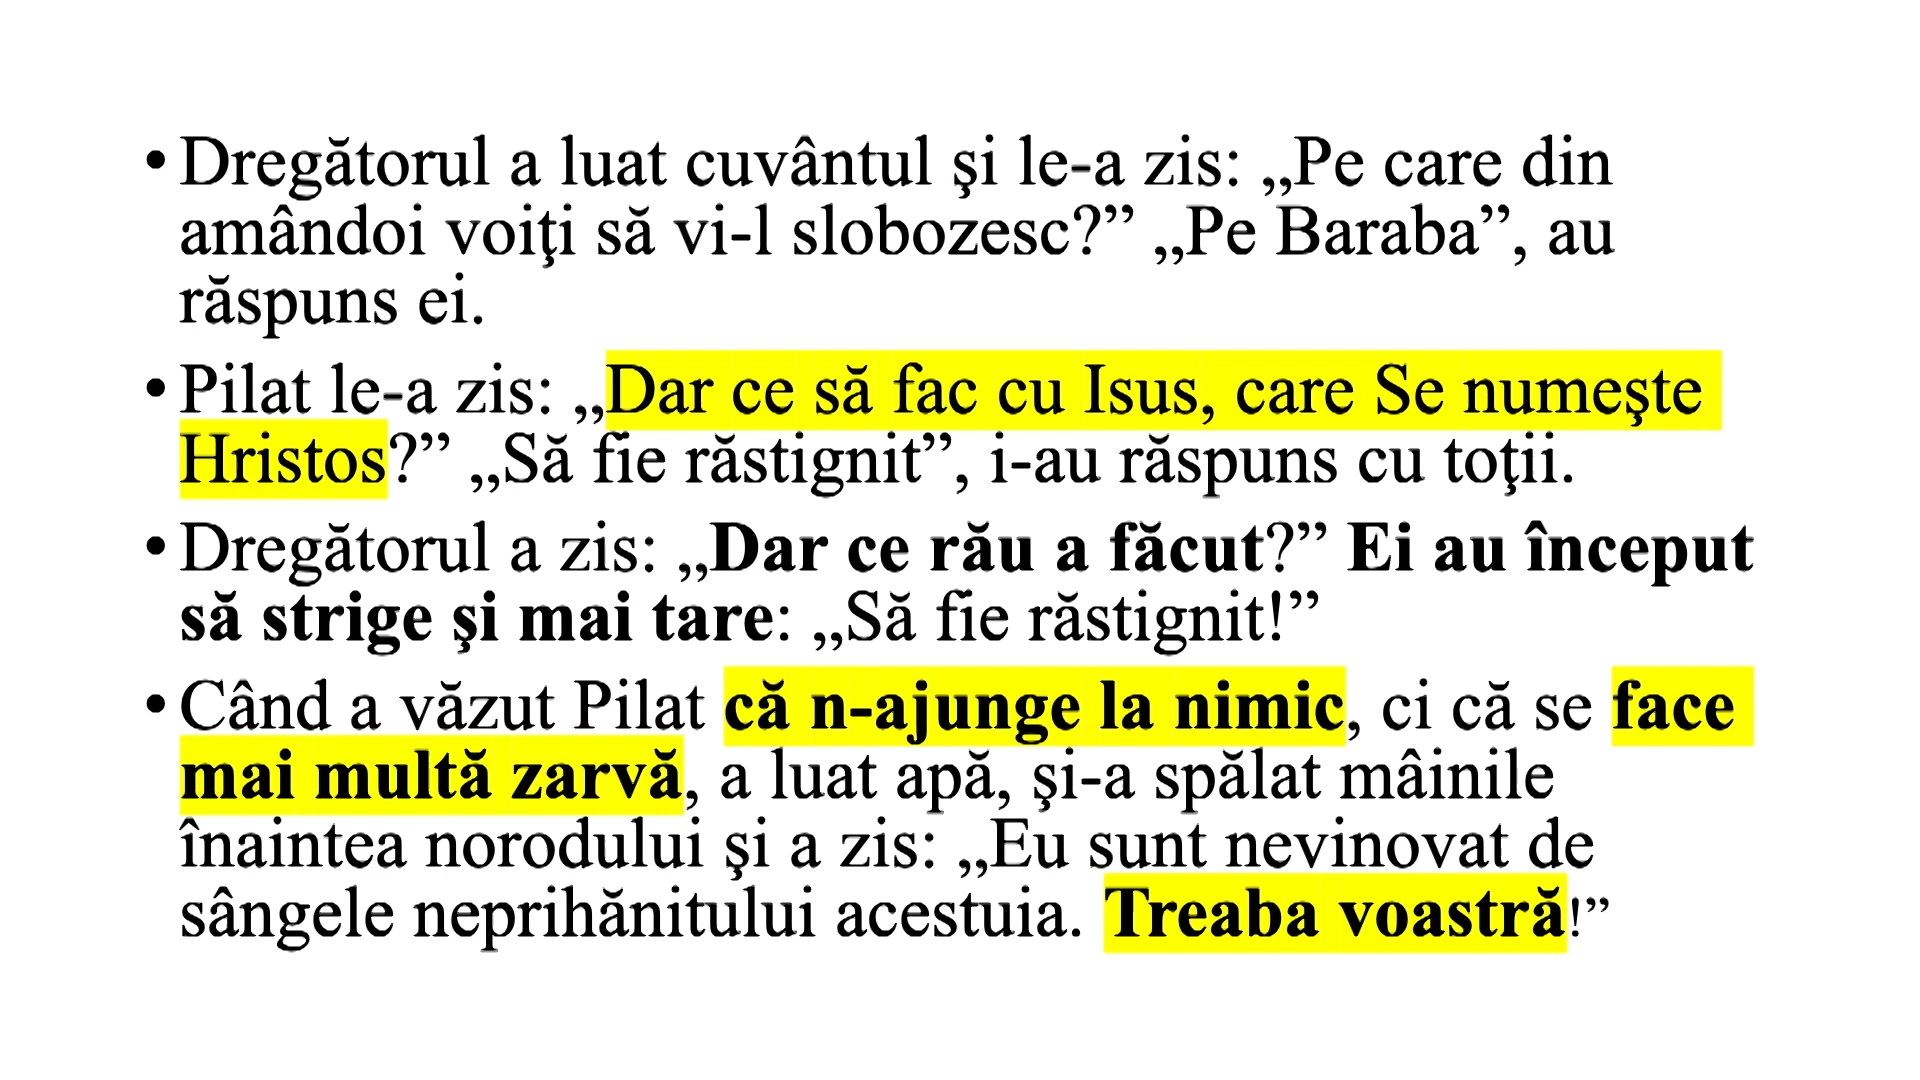 • Dregătorul a luat cuvântul şi le-a zis: „Pe care din
amândoi voiţi să vi-l slobozesc?” „Pe Baraba”, au
răspuns ei.
• Pilat le-a zis: „Dar ce să fac cu Isus, care Se numeşte
Hristos?” „Să fie răstignit”, i-au răspuns cu toţii.
• Dregătorul a zis: „Dar ce rău a făcut?” Ei au început
să strige şi mai tare: „Să fie răstignit!”
• Când a văzut Pilat că n-ajunge la nimic, ci că se face
mai multă zarvă, a luat apă, şi-a spălat mâinile
înaintea norodului şi a zis: „Eu sunt nevinovat de
sângele neprihănitului acestuia. Treaba voastră!”